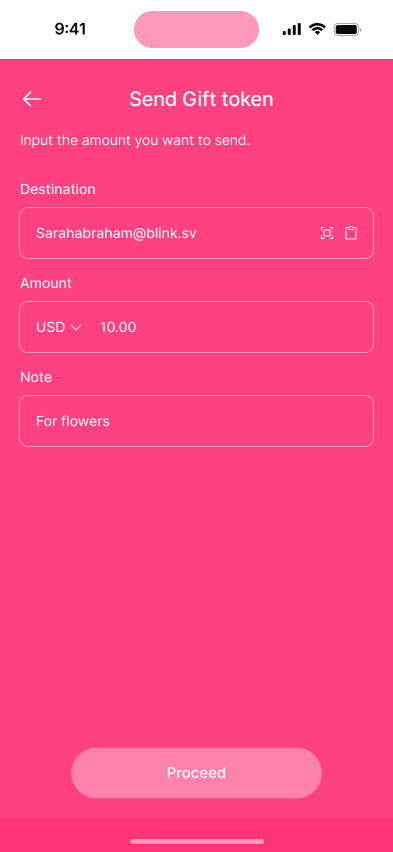 9:41
Send Gift token
Input the amount you want to send.
Destination
Sarahabraham@blink.sv
Amount
USD 10.00
Note
For flowers
Proceed